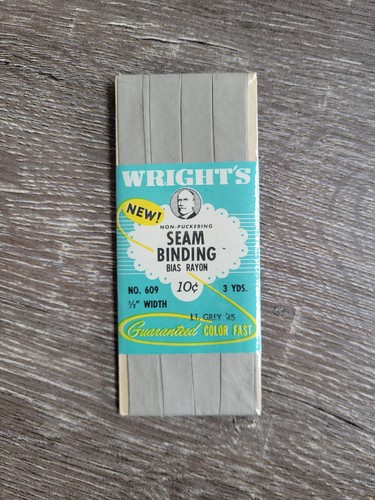 WRIGHT'S
NEW!
NON-PUCKERING
SEAM
BINDING
BIAS RAYON
NO. 609 10¢ 3 YDS.
½" WIDTH
LT. GREY '45
Guaranteed COLOR FAST